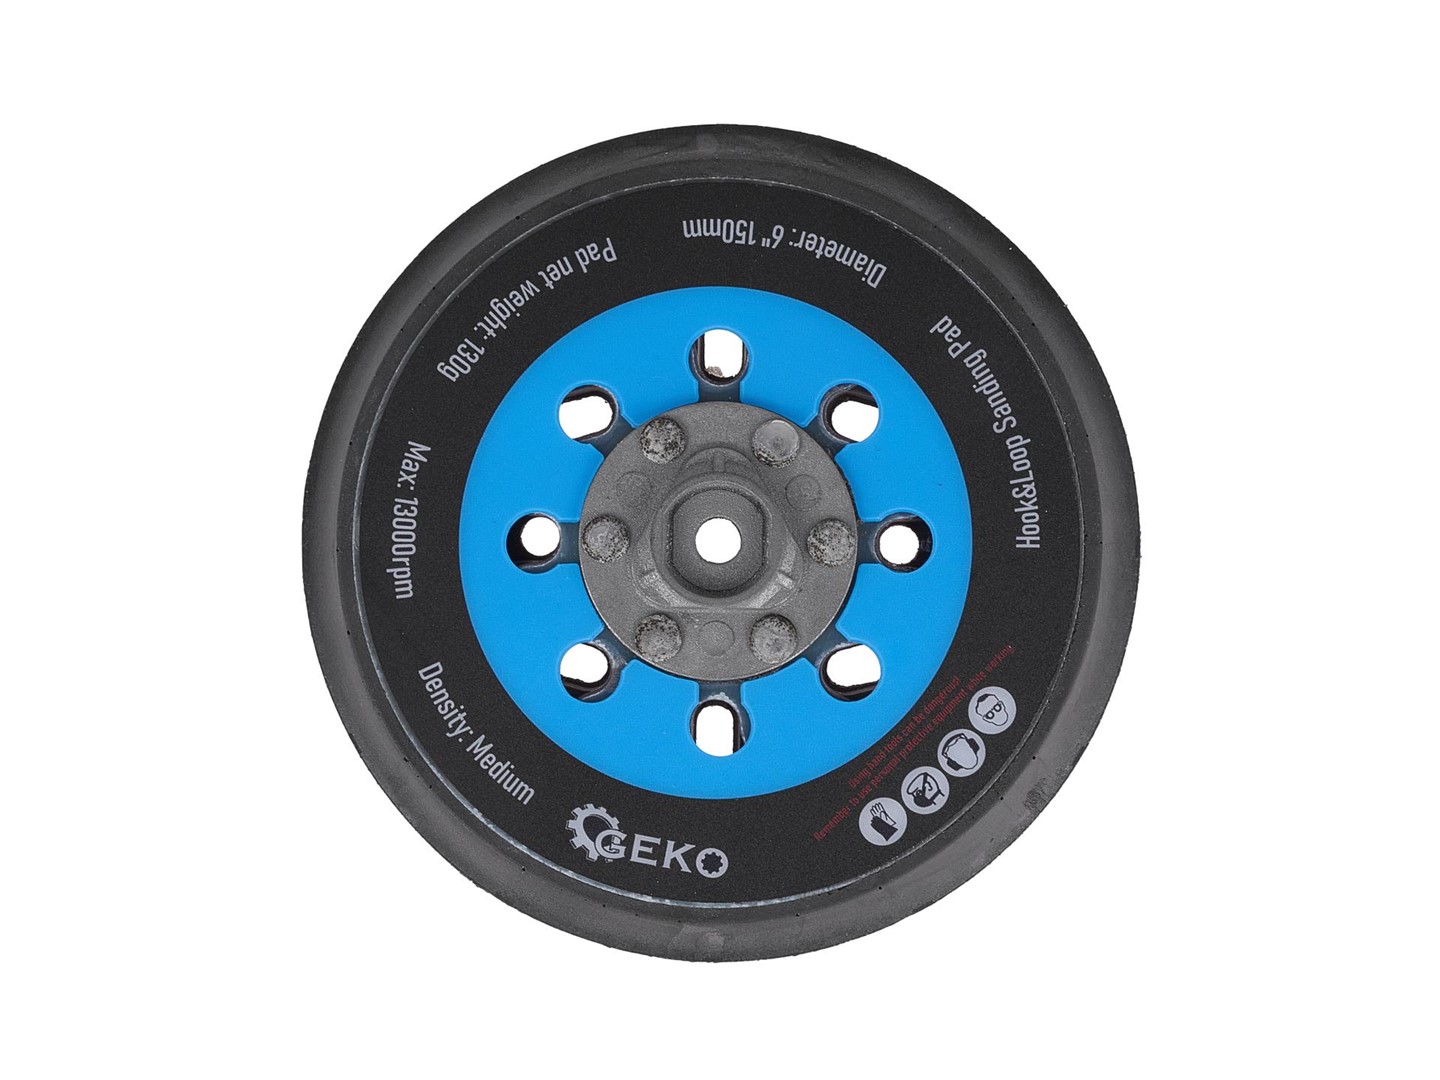 GEKO
Density: Medium
Max: 13000rpm
Pad net weight: 130g
Diameter: 6" 150mm
Hook&Loop Sanding Pad
Using hand tools can be dangerous!
Remember to use personal protective equipment while working.